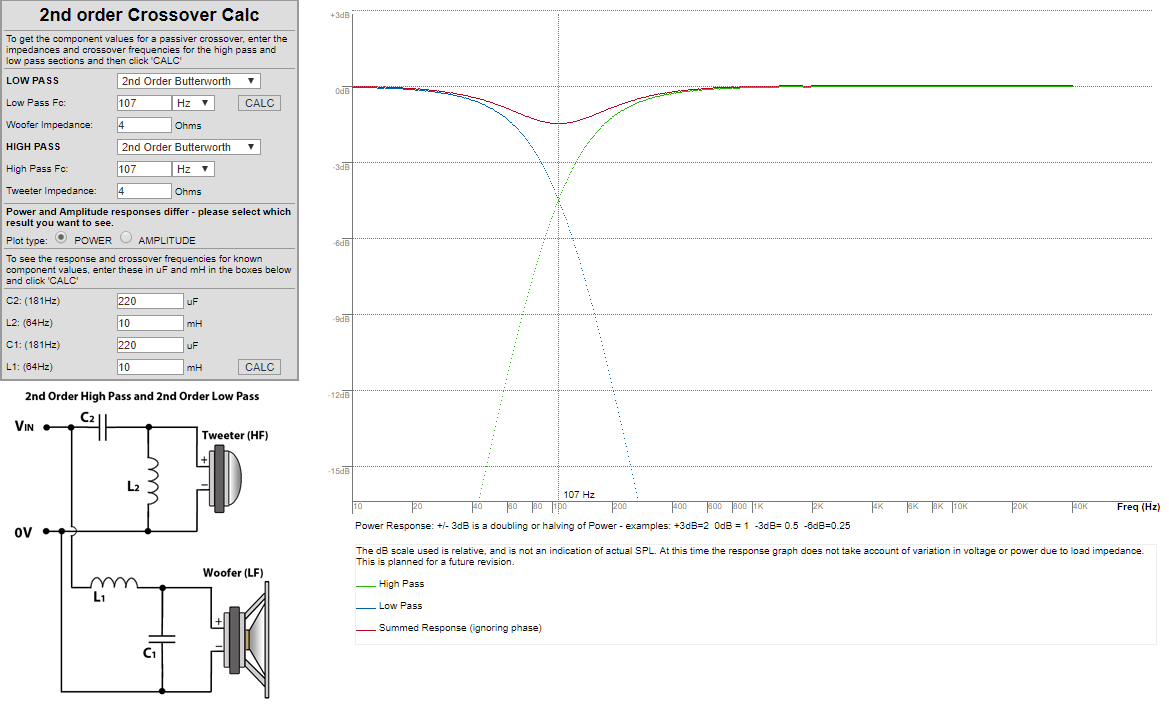 2nd order Crossover Calc
To get the component values for a passiver crossover, enter the
impedances and crossover frequencies for the high pass and
low pass sections and then click 'CALC'
LOW PASS 2nd Order Butterworth
Low Pass Fc: 107 Hz CALC
Woofer Impedance: 4 Ohms
HIGH PASS 2nd Order Butterworth
High Pass Fc: 107 Hz
Tweeter Impedance: 4 Ohms
Power and Amplitude responses differ - please select which
result you want to see.
Plot type: POWER AMPLITUDE
To see the response and crossover frequencies for known
component values, enter these in uF and mH in the boxes below
and click 'CALC'
C2: (181Hz) 220 uF
L2: (64Hz) 10 mH
C1: (181Hz) 220 uF
L1: (64Hz) 10 mH CALC
2nd Order High Pass and 2nd Order Low Pass
VIN
C2
Tweeter (HF)
+
L2
−
0V
Woofer (LF)
L1
+
C1
−
+3dB
0dB
-3dB
-6dB
-9dB
-12dB
-15dB
107 Hz
10 20 40 60 80 100 200 400 600 800 1K 2K 4K 6K 8K 10K 20K 40K Freq (Hz)
Power Response: +/- 3dB is a doubling or halving of Power - examples: +3dB=2 0dB = 1 -3dB= 0.5 -6dB=0.25
The dB scale used is relative, and is not an indication of actual SPL. At this time the response graph does not take account of variation in voltage or power due to load impedance.
This is planned for a future revision.
High Pass
Low Pass
Summed Response (ignoring phase)